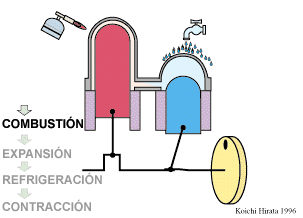 COMBUSTIÓN
EXPANSIÓN
REFRIGERACIÓN
CONTRACCIÓN
Koichi Hirata 1996